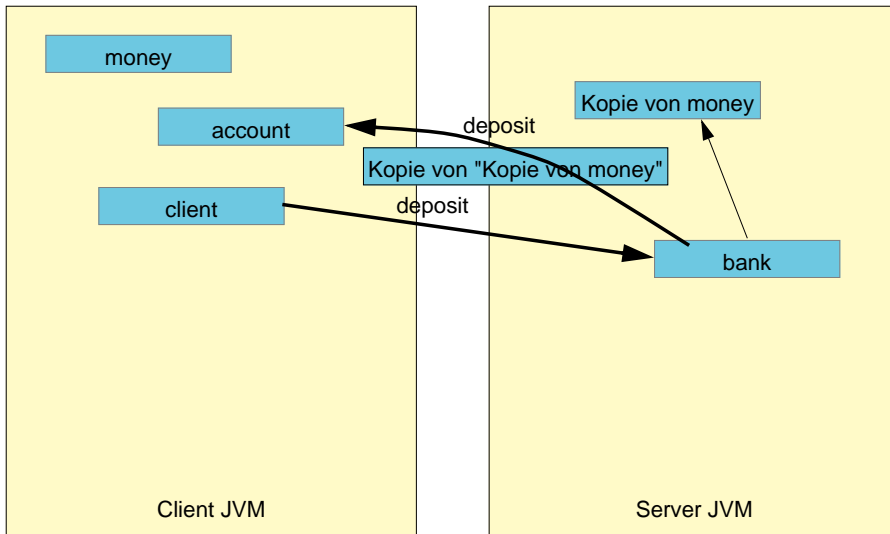 money
Kopie von money
account
deposit
Kopie von "Kopie von money"
client
deposit
bank
Client JVM
Server JVM